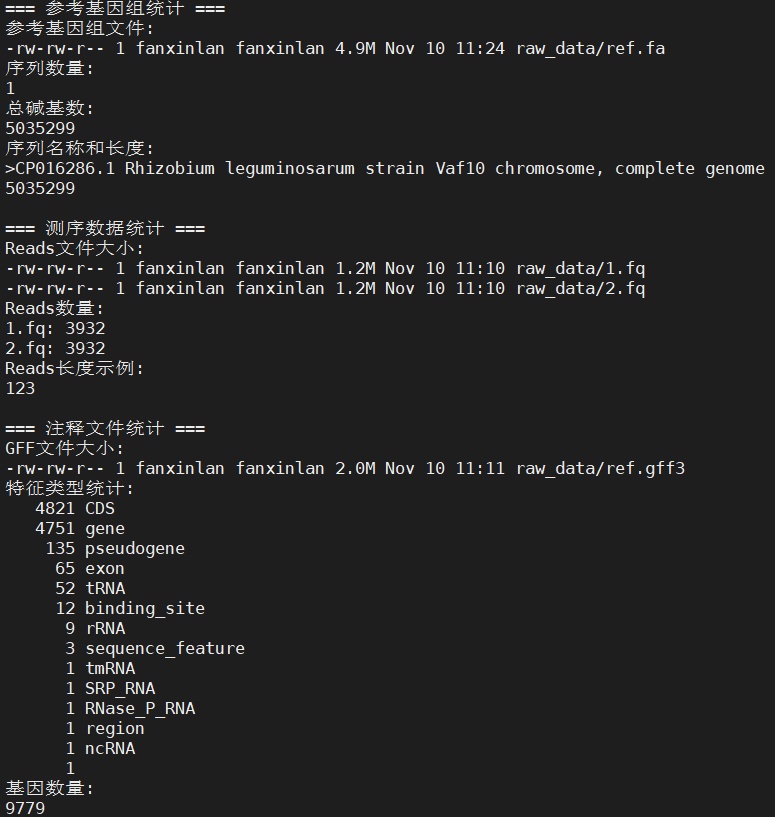 === 参考基因组统计 ===
参考基因组文件:
-rw-rw-r-- 1 fanxinlan fanxinlan 4.9M Nov 10 11:24 raw_data/ref.fa
序列数量:
1
总碱基数:
5035299
序列名称和长度:
>CP016286.1 Rhizobium leguminosarum strain Vaf10 chromosome, complete genome
5035299
=== 测序数据统计 ===
Reads文件大小:
-rw-rw-r-- 1 fanxinlan fanxinlan 1.2M Nov 10 11:10 raw_data/1.fq
-rw-rw-r-- 1 fanxinlan fanxinlan 1.2M Nov 10 11:10 raw_data/2.fq
Reads数量:
1.fq: 3932
2.fq: 3932
Reads长度示例:
123
=== 注释文件统计 ===
GFF文件大小:
-rw-rw-r-- 1 fanxinlan fanxinlan 2.0M Nov 10 11:11 raw_data/ref.gff3
特征类型统计:
4821 CDS
4751 gene
135 pseudogene
65 exon
52 tRNA
12 binding_site
9 rRNA
3 sequence_feature
1 tmRNA
1 SRP_RNA
1 RNase_P_RNA
1 region
1 ncRNA
1
基因数量:
9779